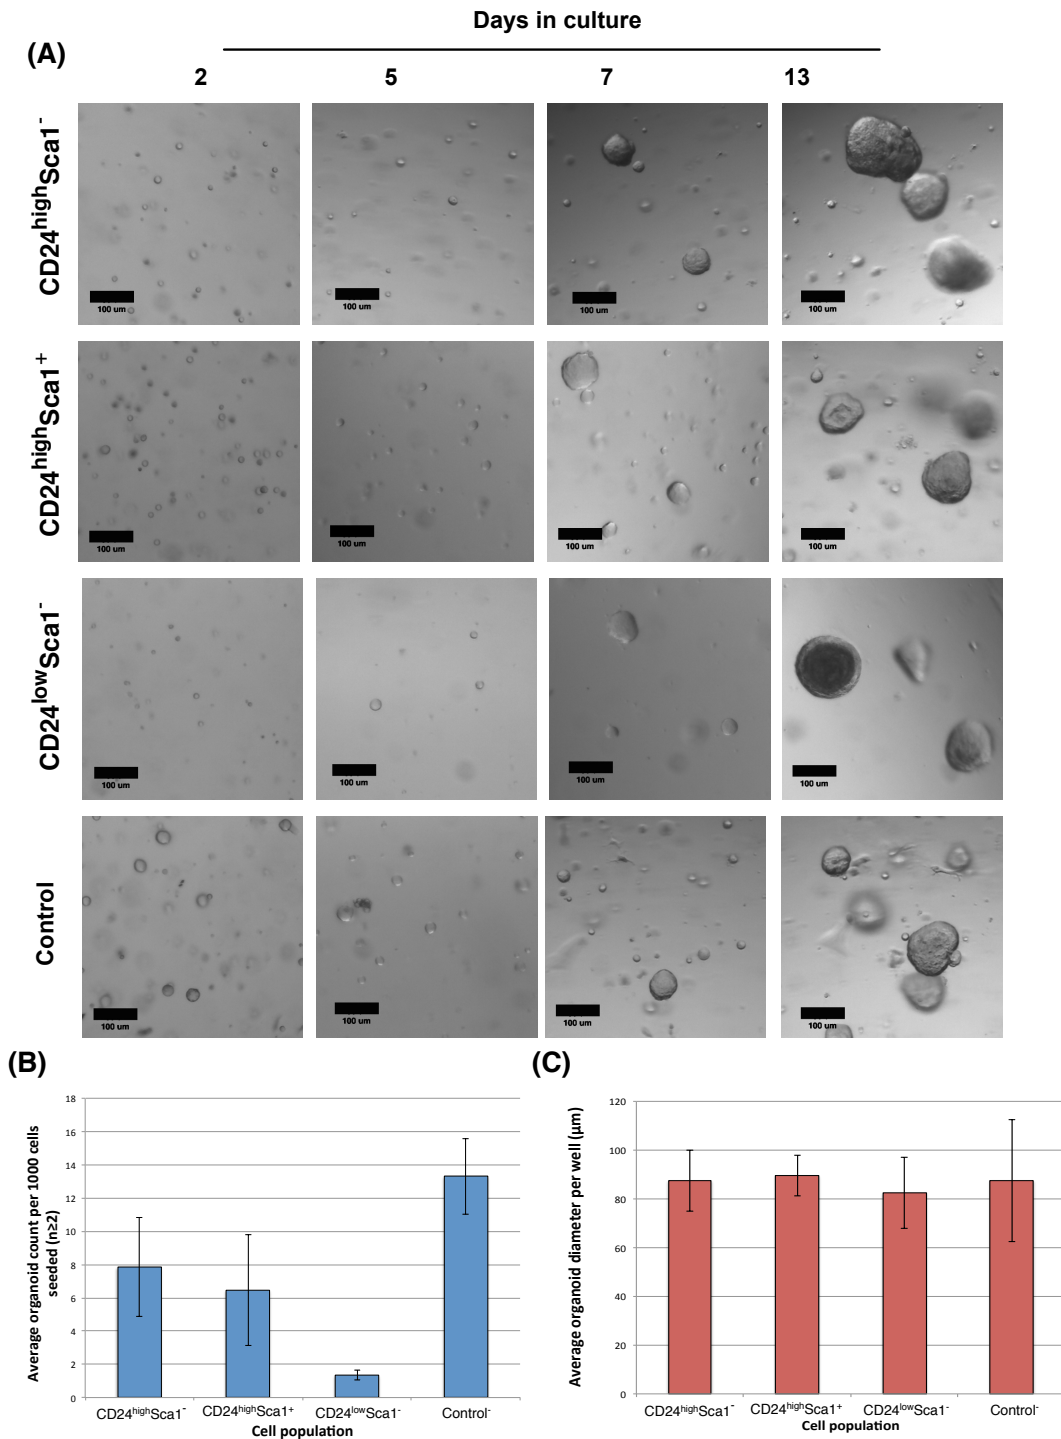 Days in culture
(A)
2 5 7 13
CD24highSca1-
100 um 100 um 100 um 100 um
CD24highSca1+
100 um 100 um 100 um 100 um
CD24lowSca1-
100 um 100 um 100 um 100 um
Control
100 um 100 um 100 um 100 um
(B)
Average organoid count per 1000 cells
seeded (n≥2)
18
16
14
12
10
8
6
4
2
0
CD24highSca1- CD24highSca1+ CD24lowSca1- Control-
Cell population
(C)
Average organoid diameter per well (µm)
120
100
80
60
40
20
0
CD24highSca1- CD24highSca1+ CD24lowSca1- Control-
Cell population